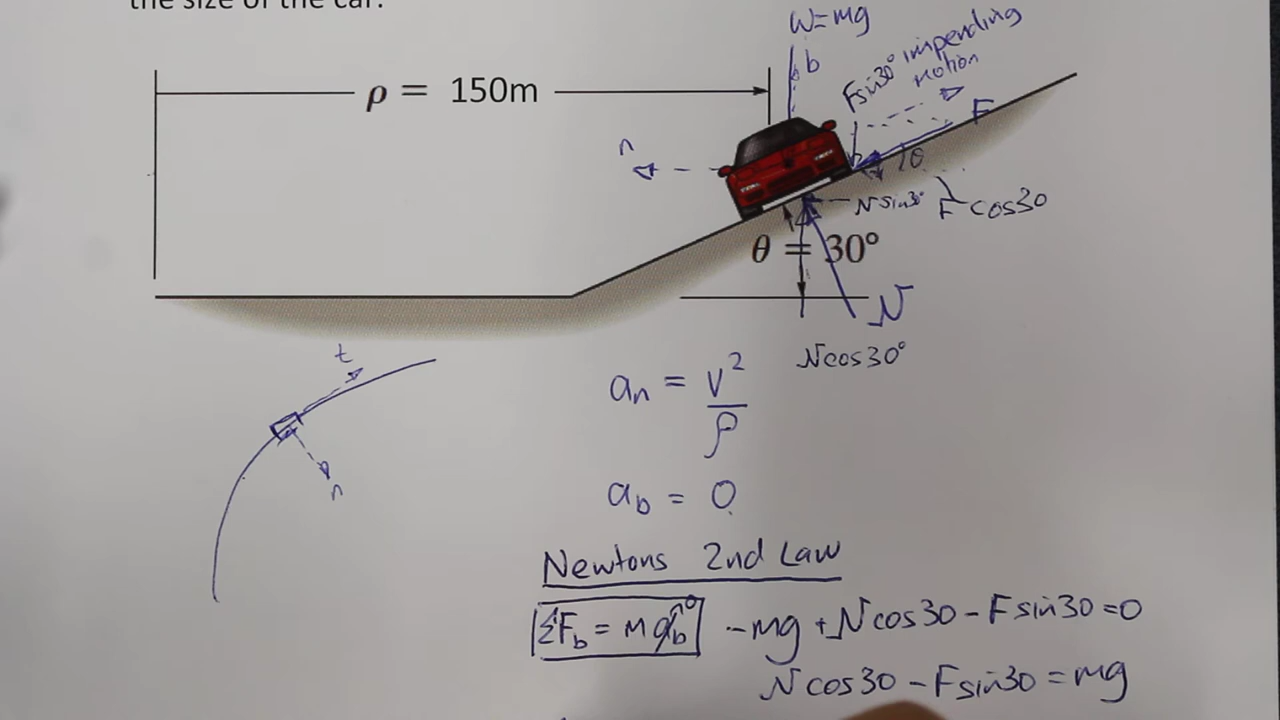 the size of the car.
W=mg
b
Fsin30° impending
motion
ρ = 150m
F
n
θ
Nsin30°
Fcos30
θ = 30°
N
Ncos30°
t
n
an = v²/ρ
ab = 0
Newtons 2nd Law
ΣFb = mab⁰ -mg + Ncos30 - Fsin30 = 0
Ncos30 - Fsin30 = mg